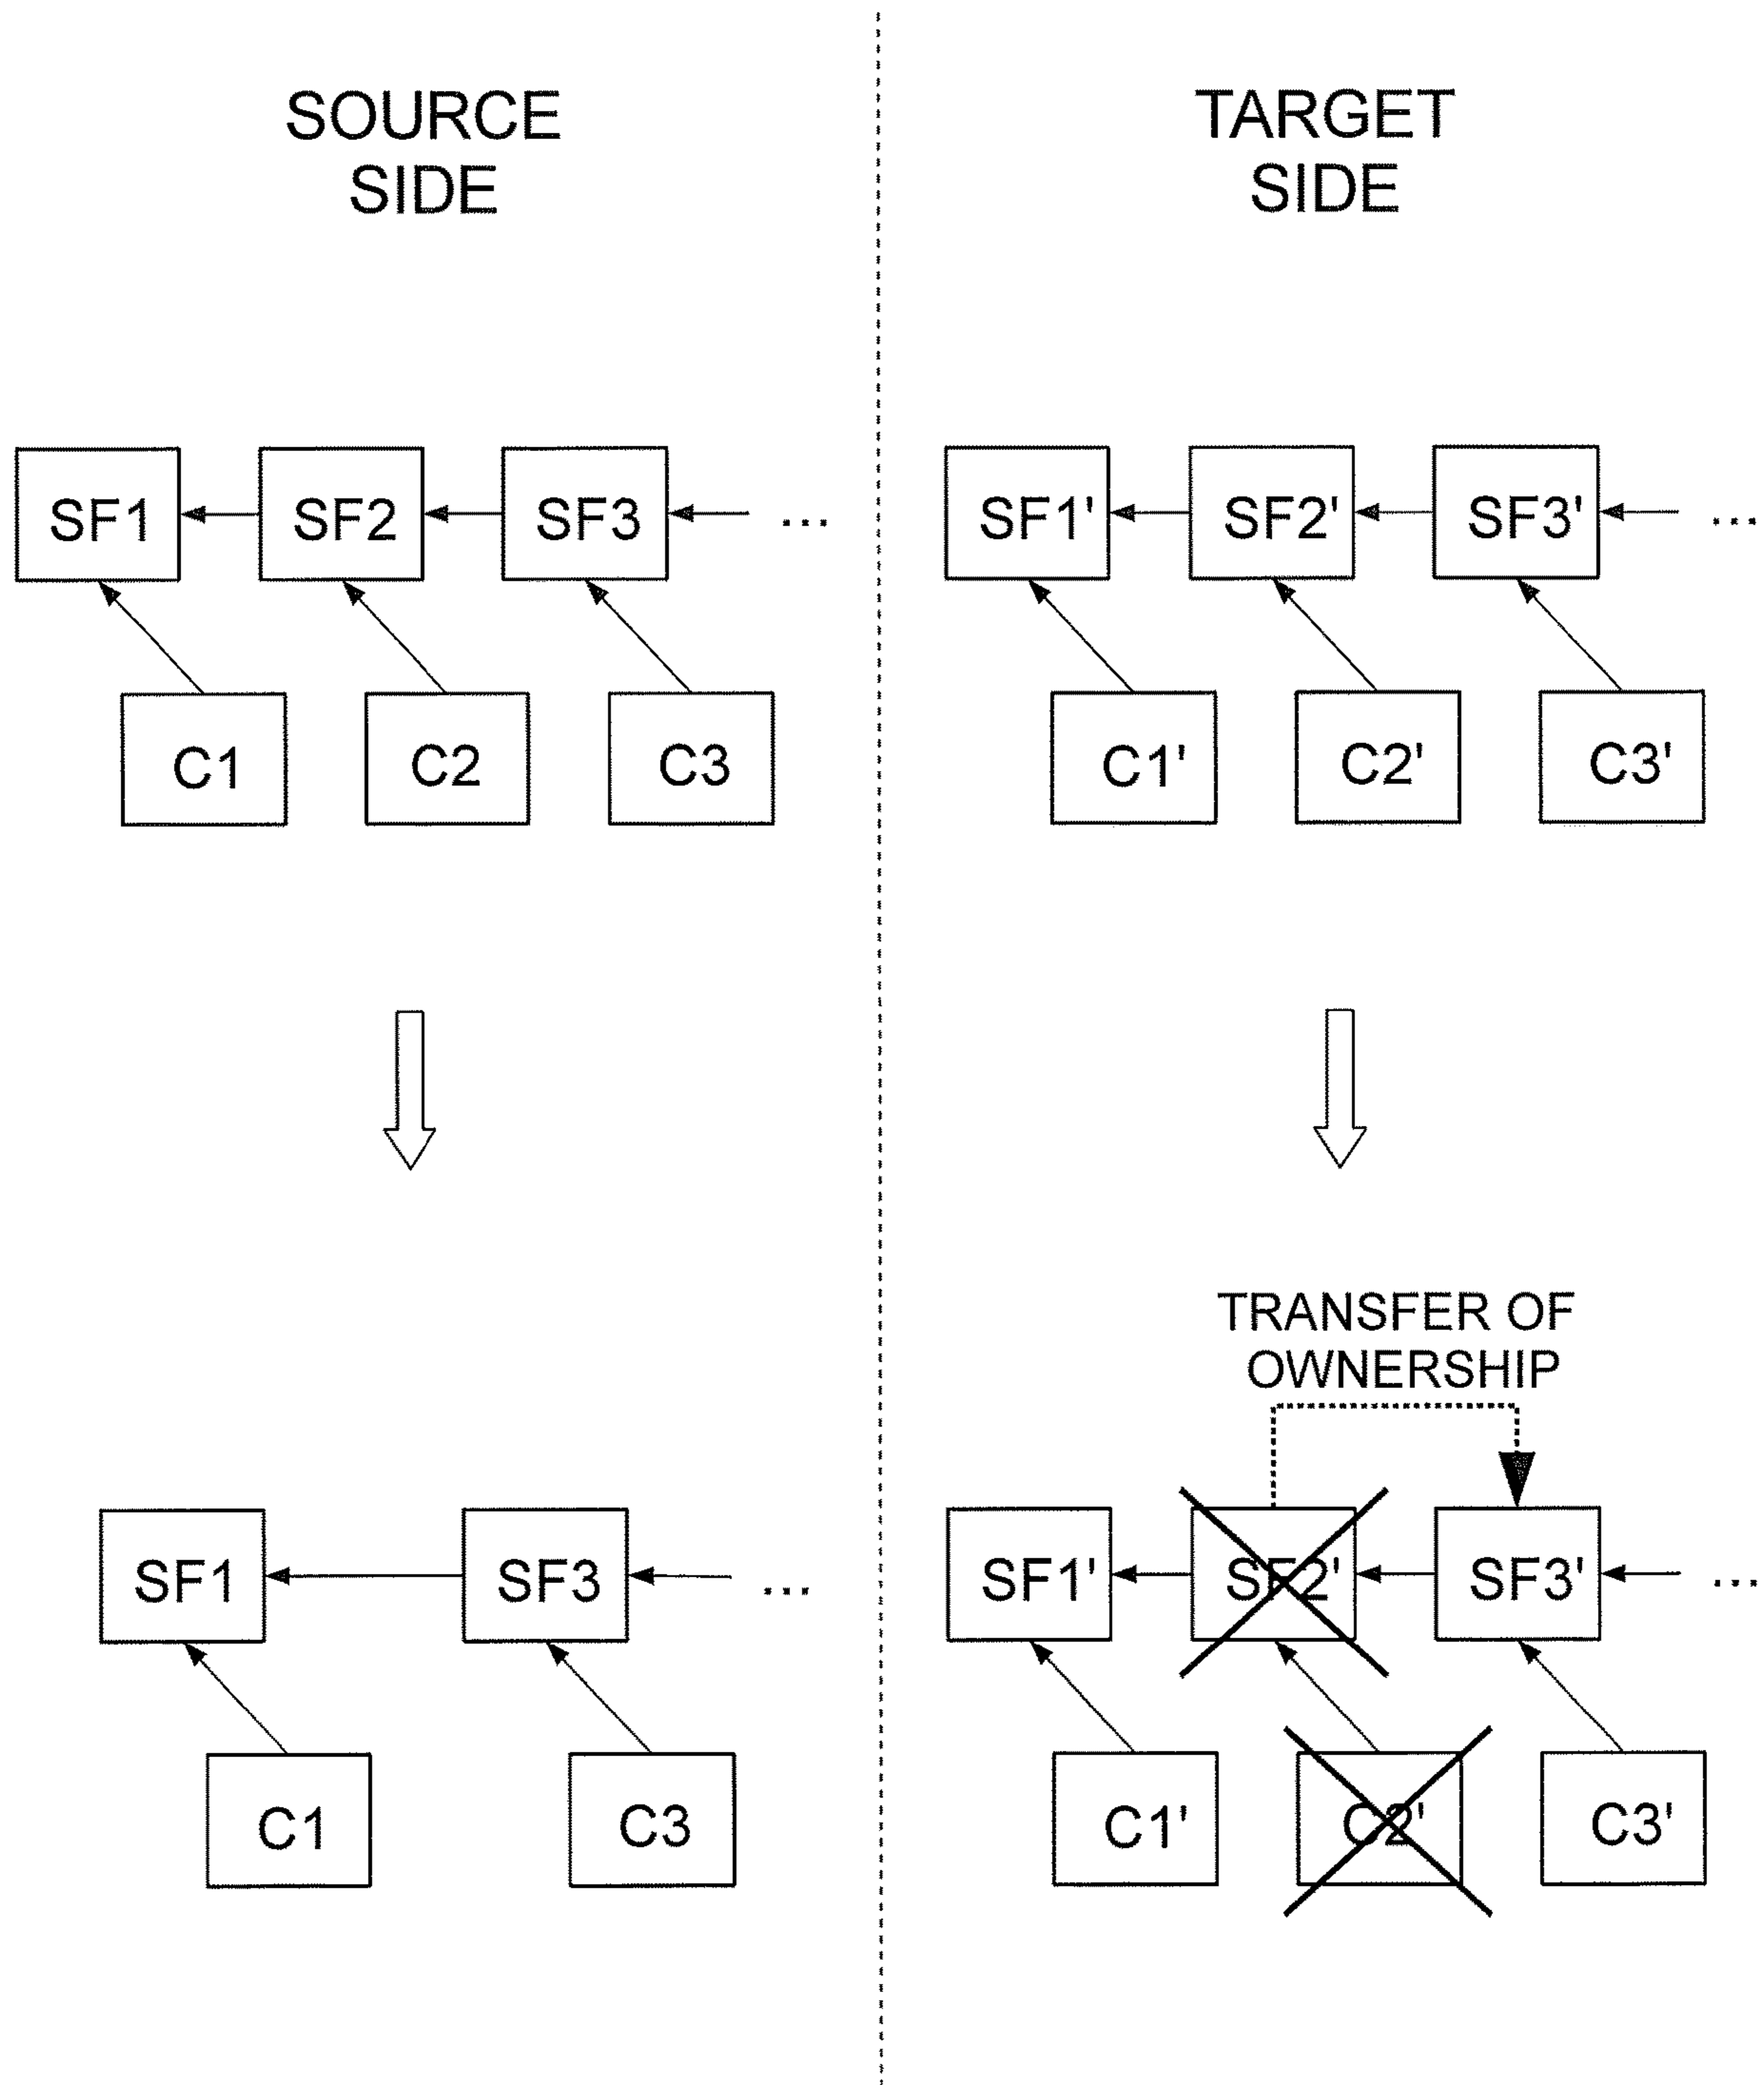 SOURCE
SIDE
TARGET
SIDE
SF1
SF2
SF3
...
SF1'
SF2'
SF3'
...
C1
C2
C3
C1'
C2'
C3'
TRANSFER OF
OWNERSHIP
SF1
SF3
...
SF1'
SF2'
SF3'
...
C1
C3
C1'
C2'
C3'